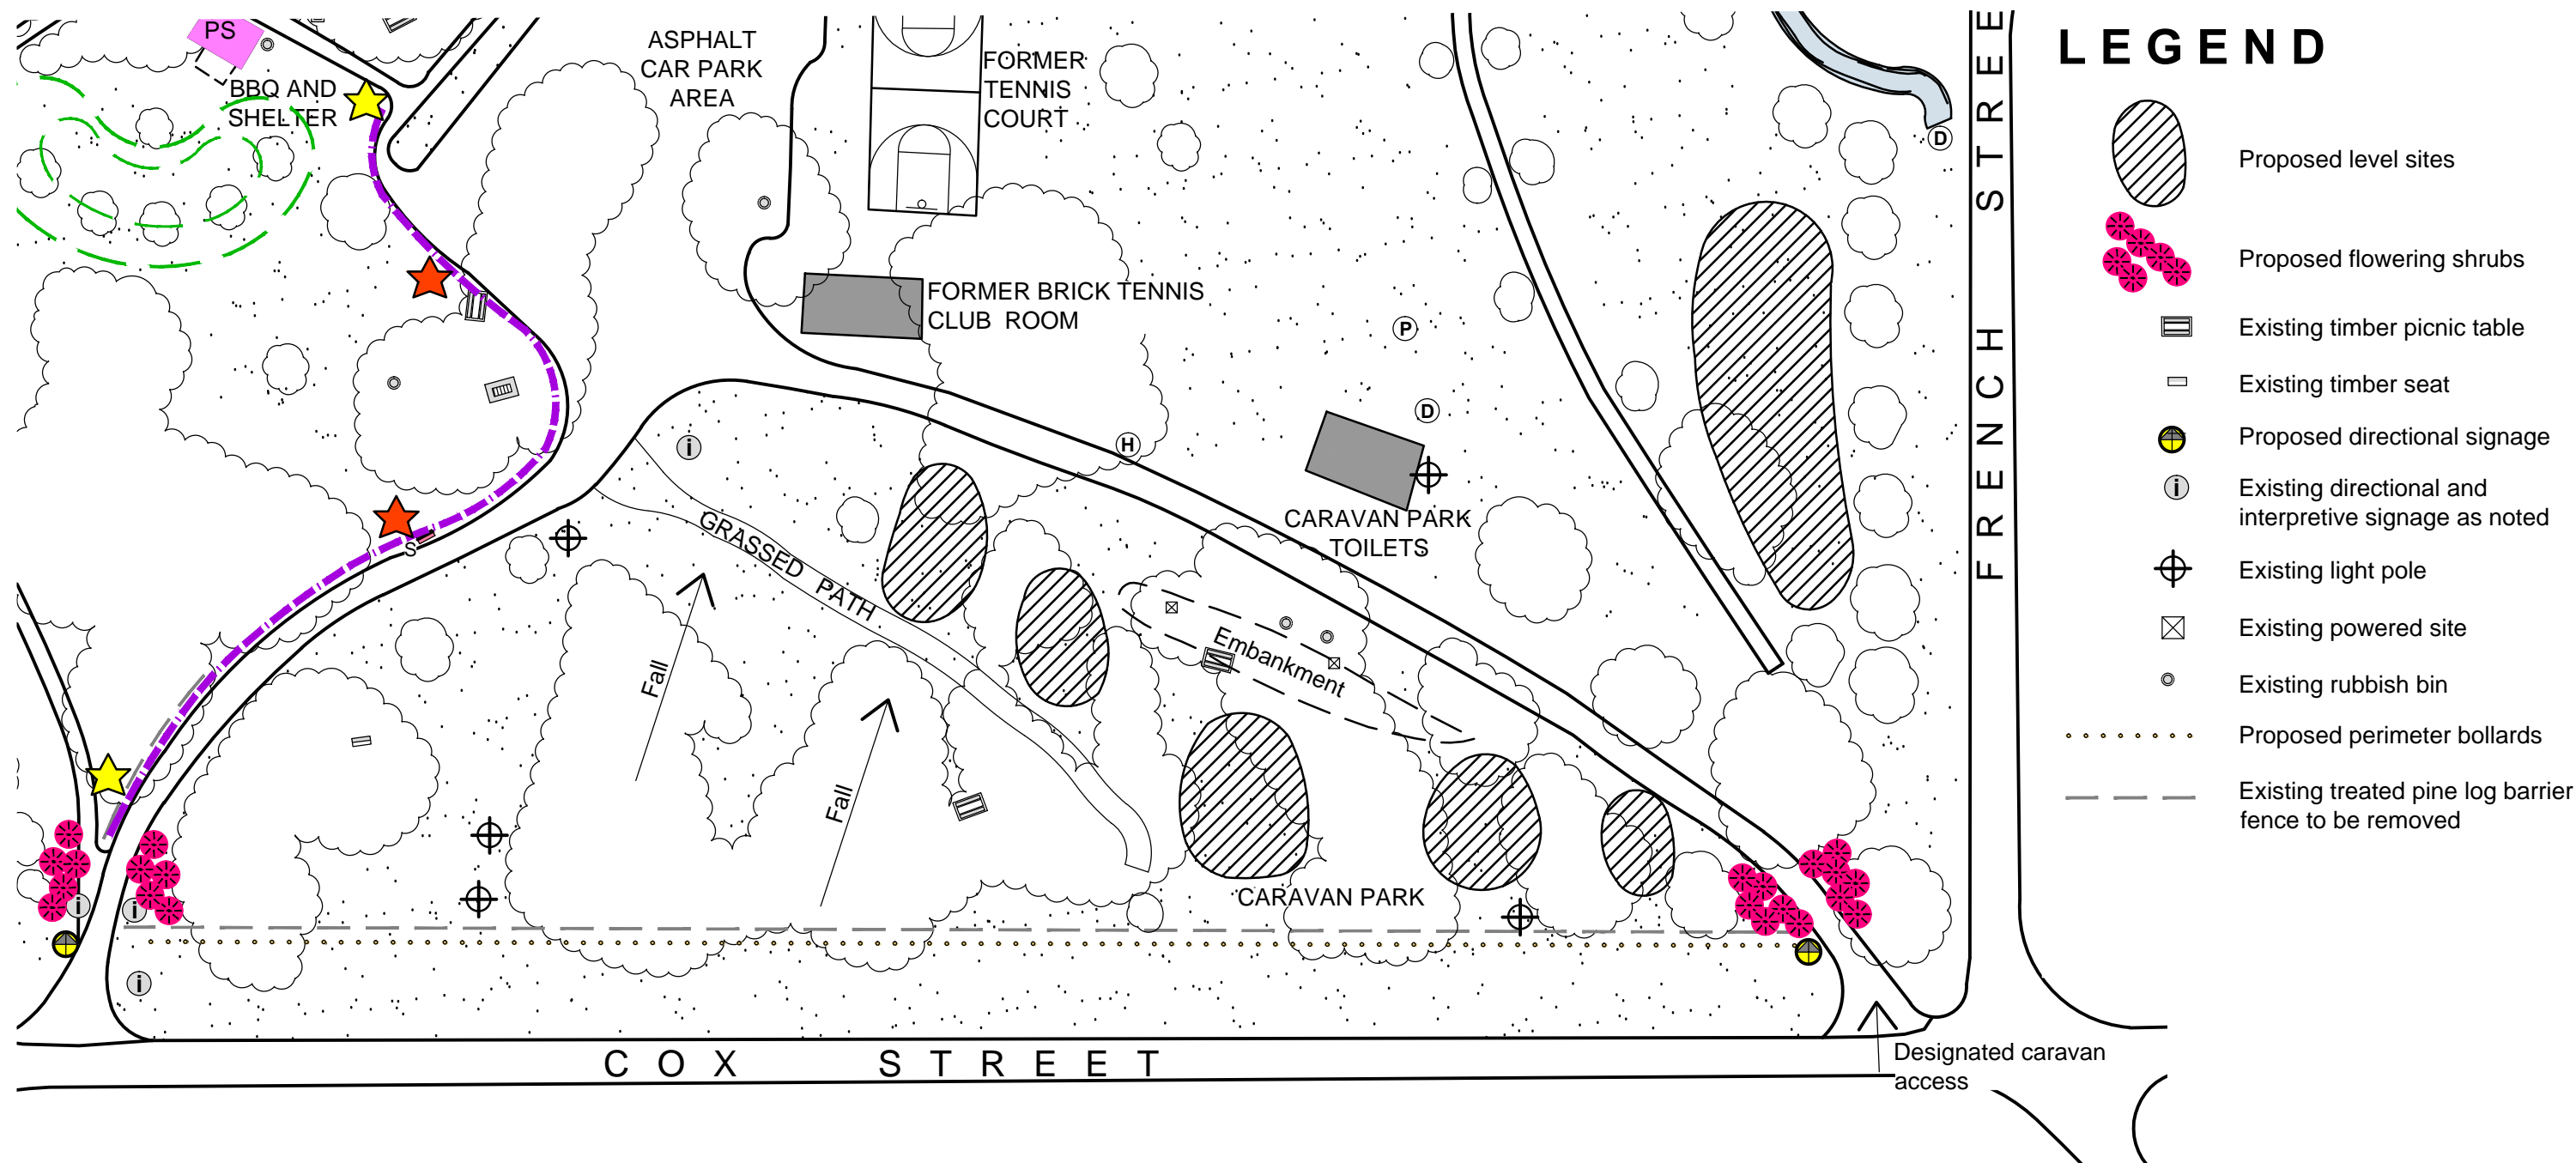 PS
BBQ AND
SHELTER
ASPHALT
CAR PARK
AREA
FORMER
TENNIS
COURT
FORMER BRICK TENNIS
CLUB ROOM
P
D
D
H
i
CARAVAN PARK
TOILETS
GRASSED PATH
S
Fall
Fall
Embankment
CARAVAN PARK
i
i
i
COX STREET
FRENCH STREE
Designated caravan
access
LEGEND
Proposed level sites
Proposed flowering shrubs
Existing timber picnic table
Existing timber seat
Proposed directional signage
i
Existing directional and
interpretive signage as noted
Existing light pole
Existing powered site
Existing rubbish bin
Proposed perimeter bollards
Existing treated pine log barrier
fence to be removed